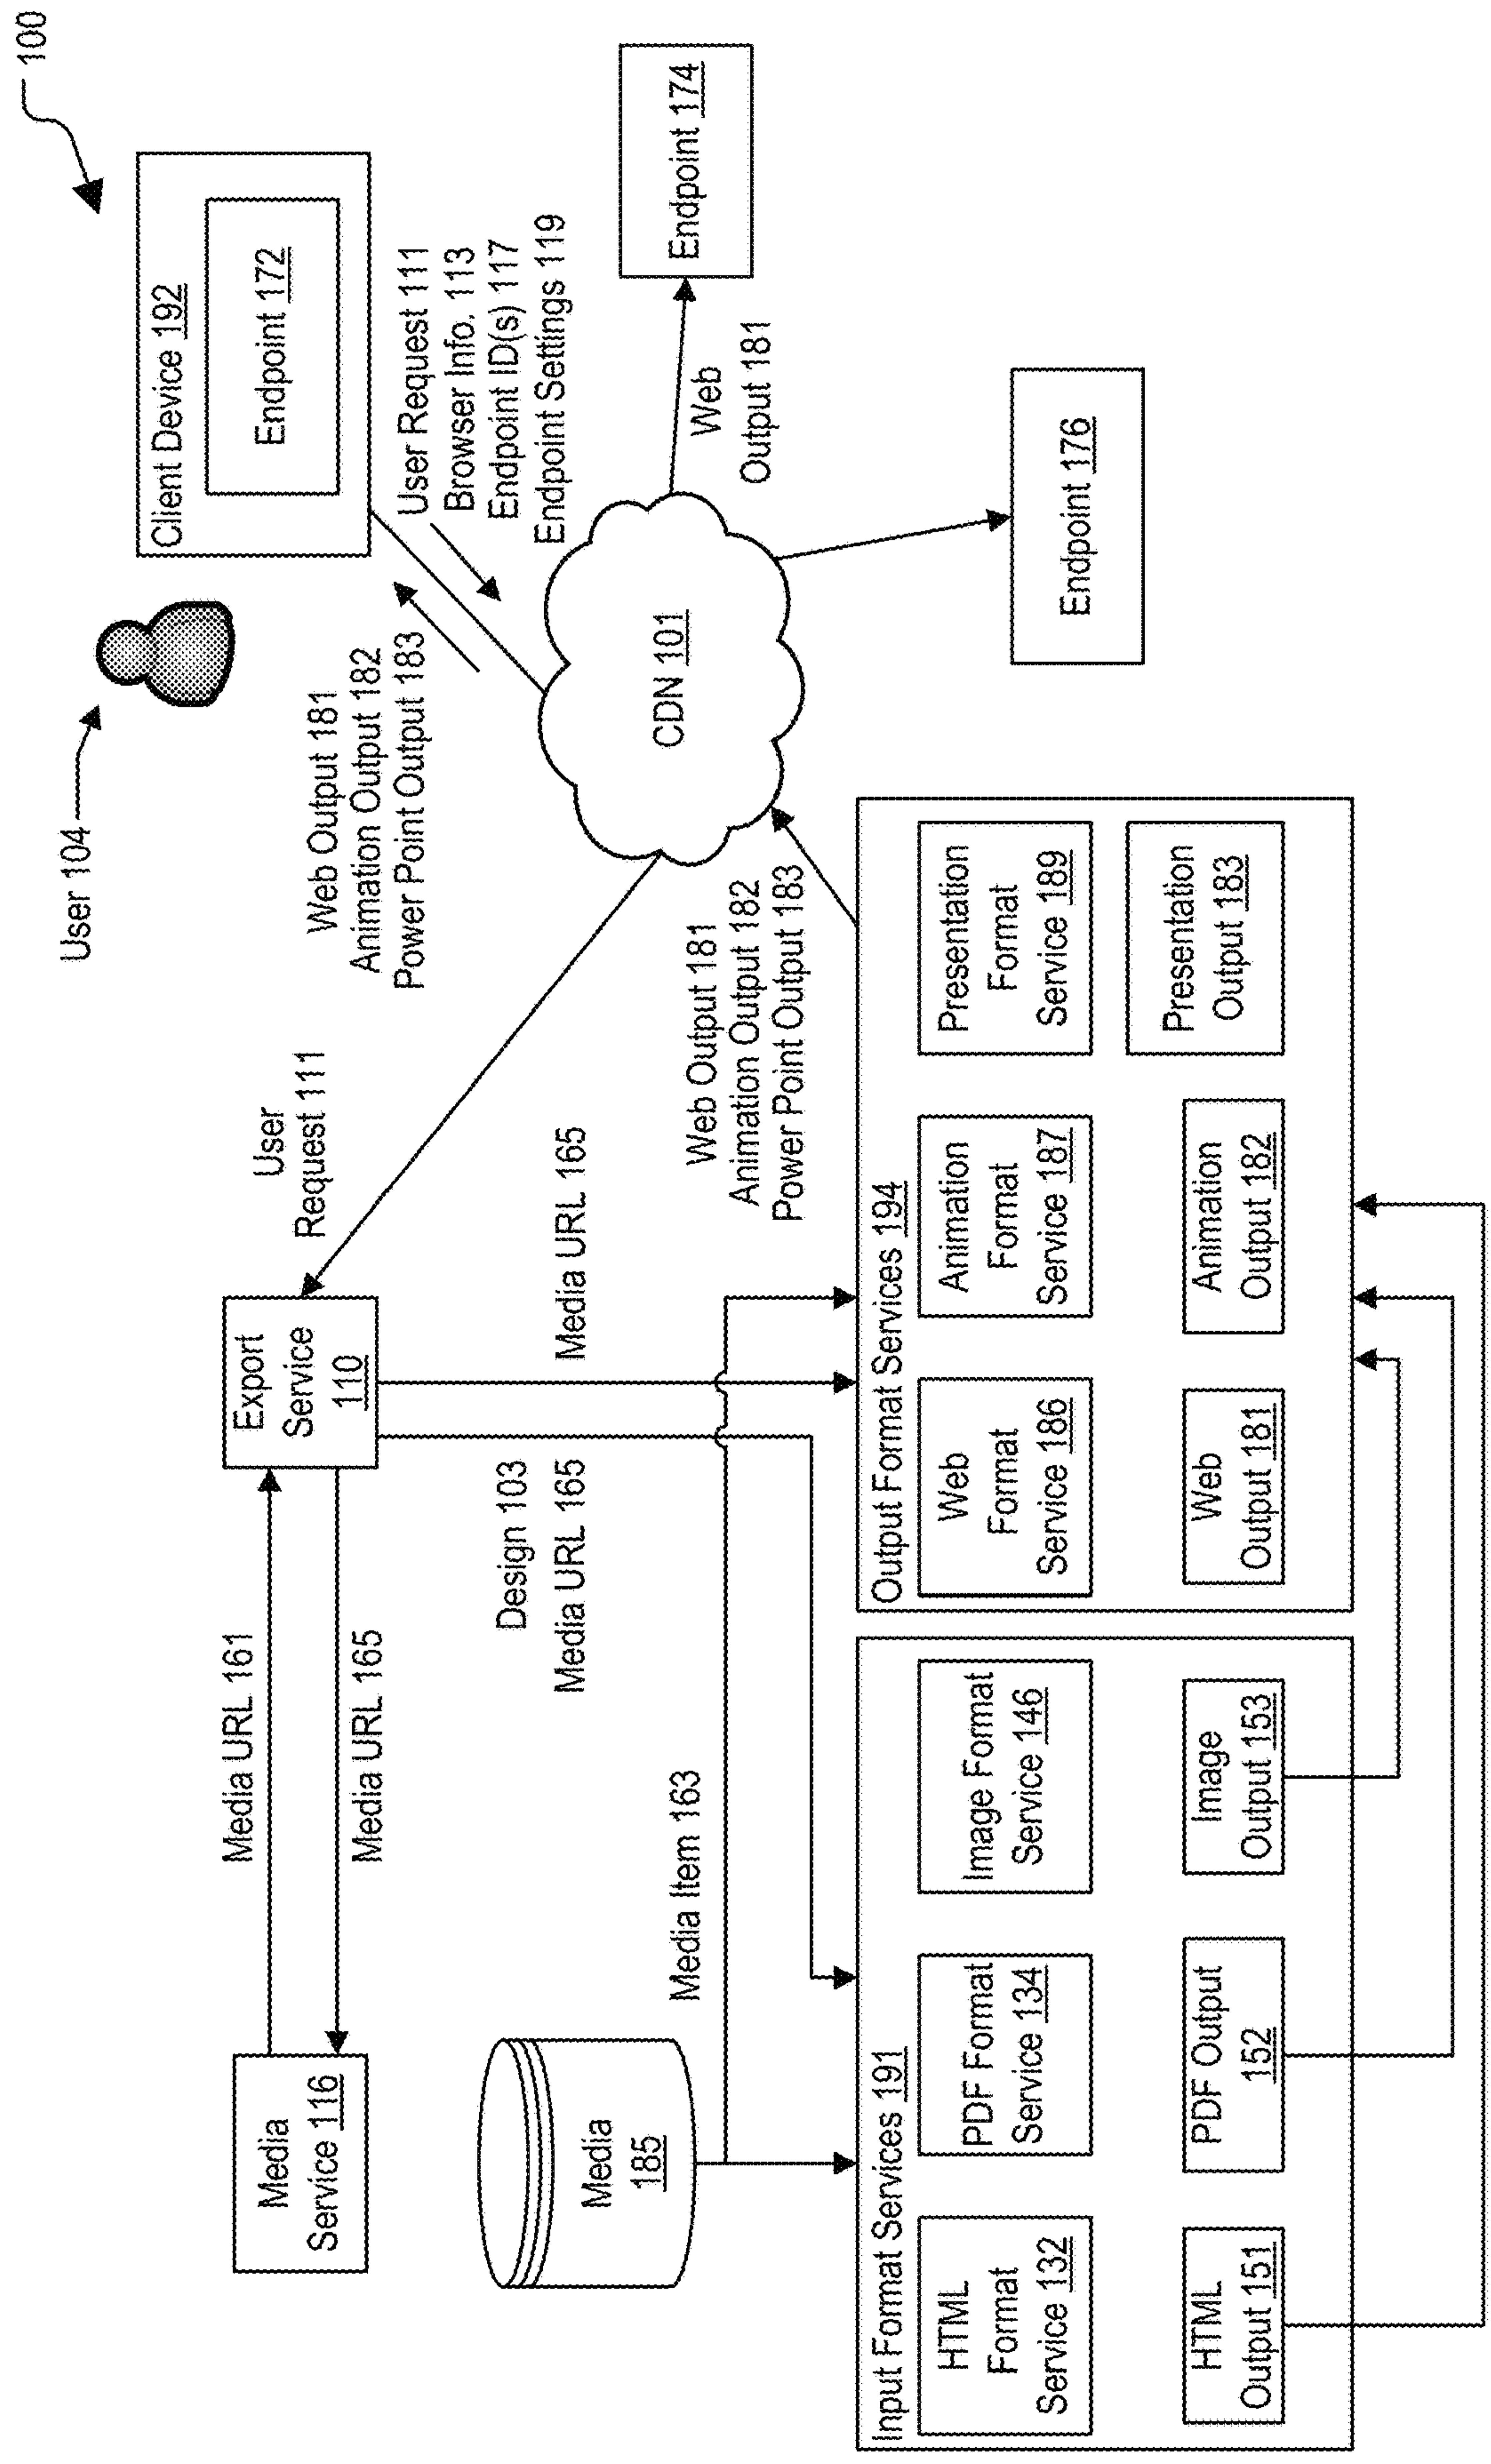 100
User 104
Client Device 192
Endpoint 172
User Request 111
Browser Info. 113
Endpoint ID(s) 117
Endpoint Settings 119
Web Output 181
Animation Output 182
Power Point Output 183
Endpoint 174
Web
Output 181
CDN 101
Endpoint 176
User
Request 111
Export
Service
110
Media URL 161
Media URL 165
Media
Service 116
Media URL 165
Design 103
Media URL 165
Web Output 181
Animation Output 182
Power Point Output 183
Media
185
Media Item 163
Input Format Services 191
HTML
Format
Service 132
PDF Format
Service 134
Image Format
Service 146
HTML
Output 151
PDF Output
152
Image
Output 153
Output Format Services 194
Web
Format
Service 186
Animation
Format
Service 187
Presentation
Format
Service 189
Web
Output 181
Animation
Output 182
Presentation
Output 183